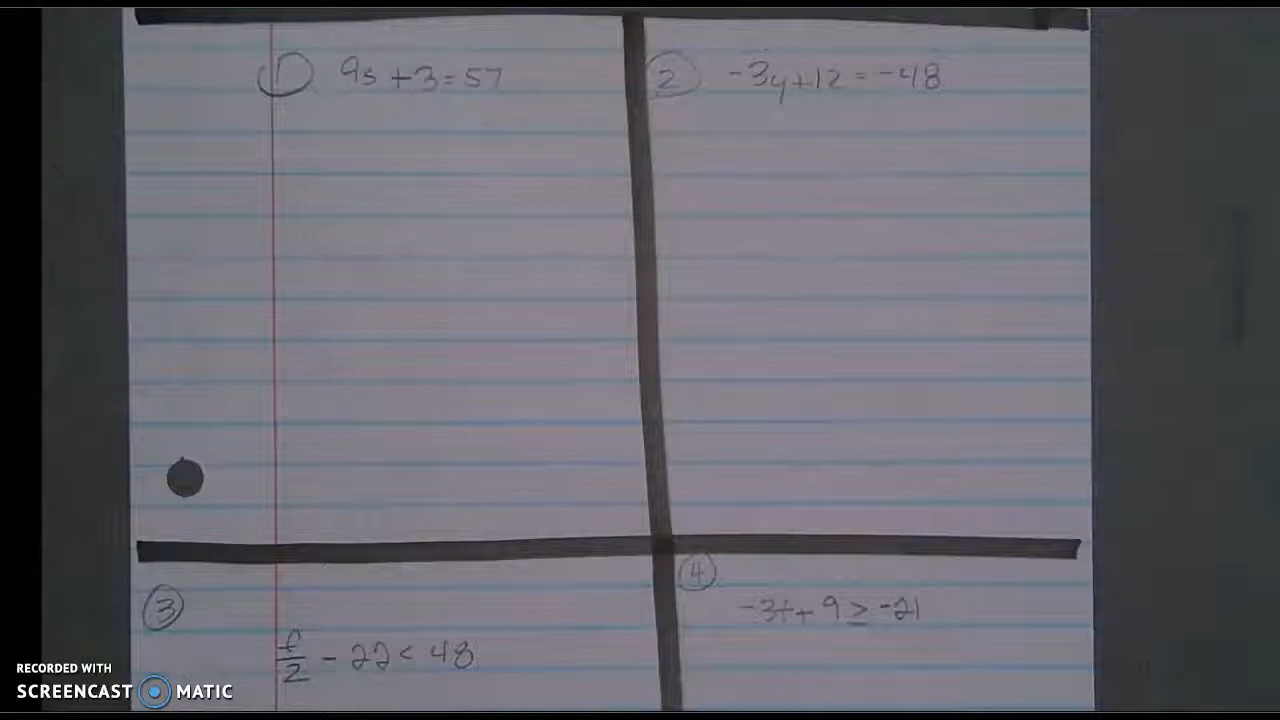 ① 9s + 3 = 57
② -3y + 12 = -48
③
f/2 - 22 < 48
④
-3t + 9 ≥ -21
RECORDED WITH
SCREENCAST MATIC